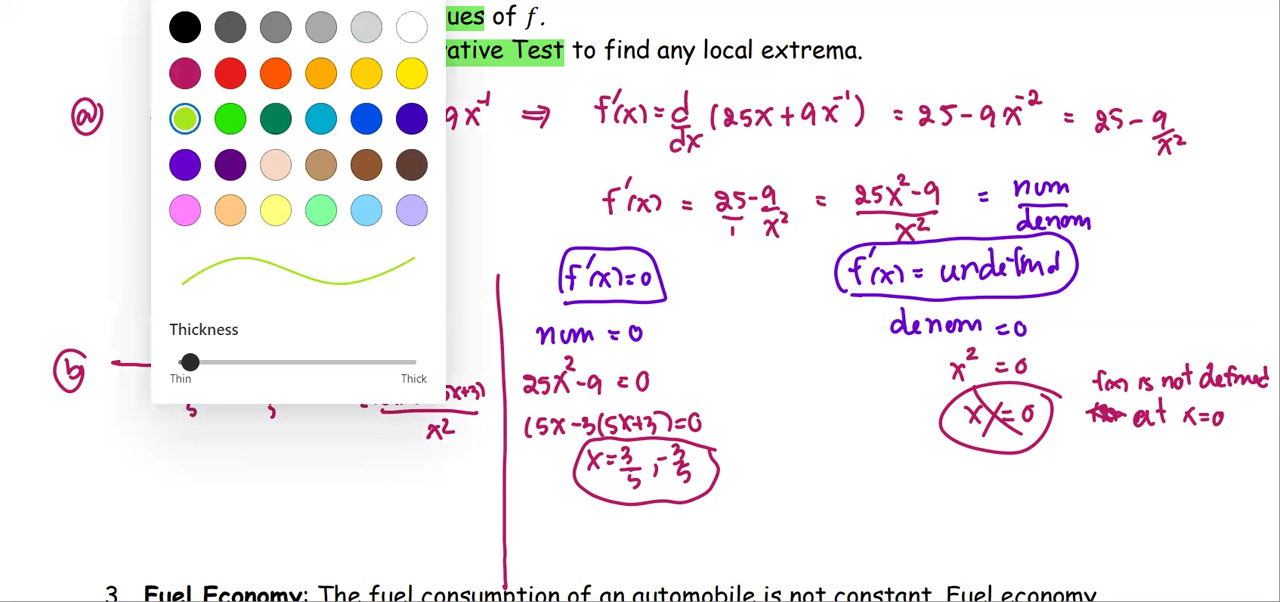 ues of f.
ative Test to find any local extrema.
(a) 9x⁻¹ ⇒ f'(x) = d/dx (25x + 9x⁻¹) = 25 - 9x⁻² = 25 - 9/x²
f'(x) = 25/1 - 9/x² = 25x² - 9/x² = num/denom
f'(x) = 0
f'(x) = undefined
num = 0
denom = 0
25x² - 9 = 0
x² = 0
(5x - 3(5x+3) = 0
x = 0
x = 3/5, -3/5
f(x) is not defined
at x = 0
Thickness
Thin Thick
(b)
5x+3)
x²
3 Fuel Economy: The fuel consumption of an automobile is not constant. Fuel economy